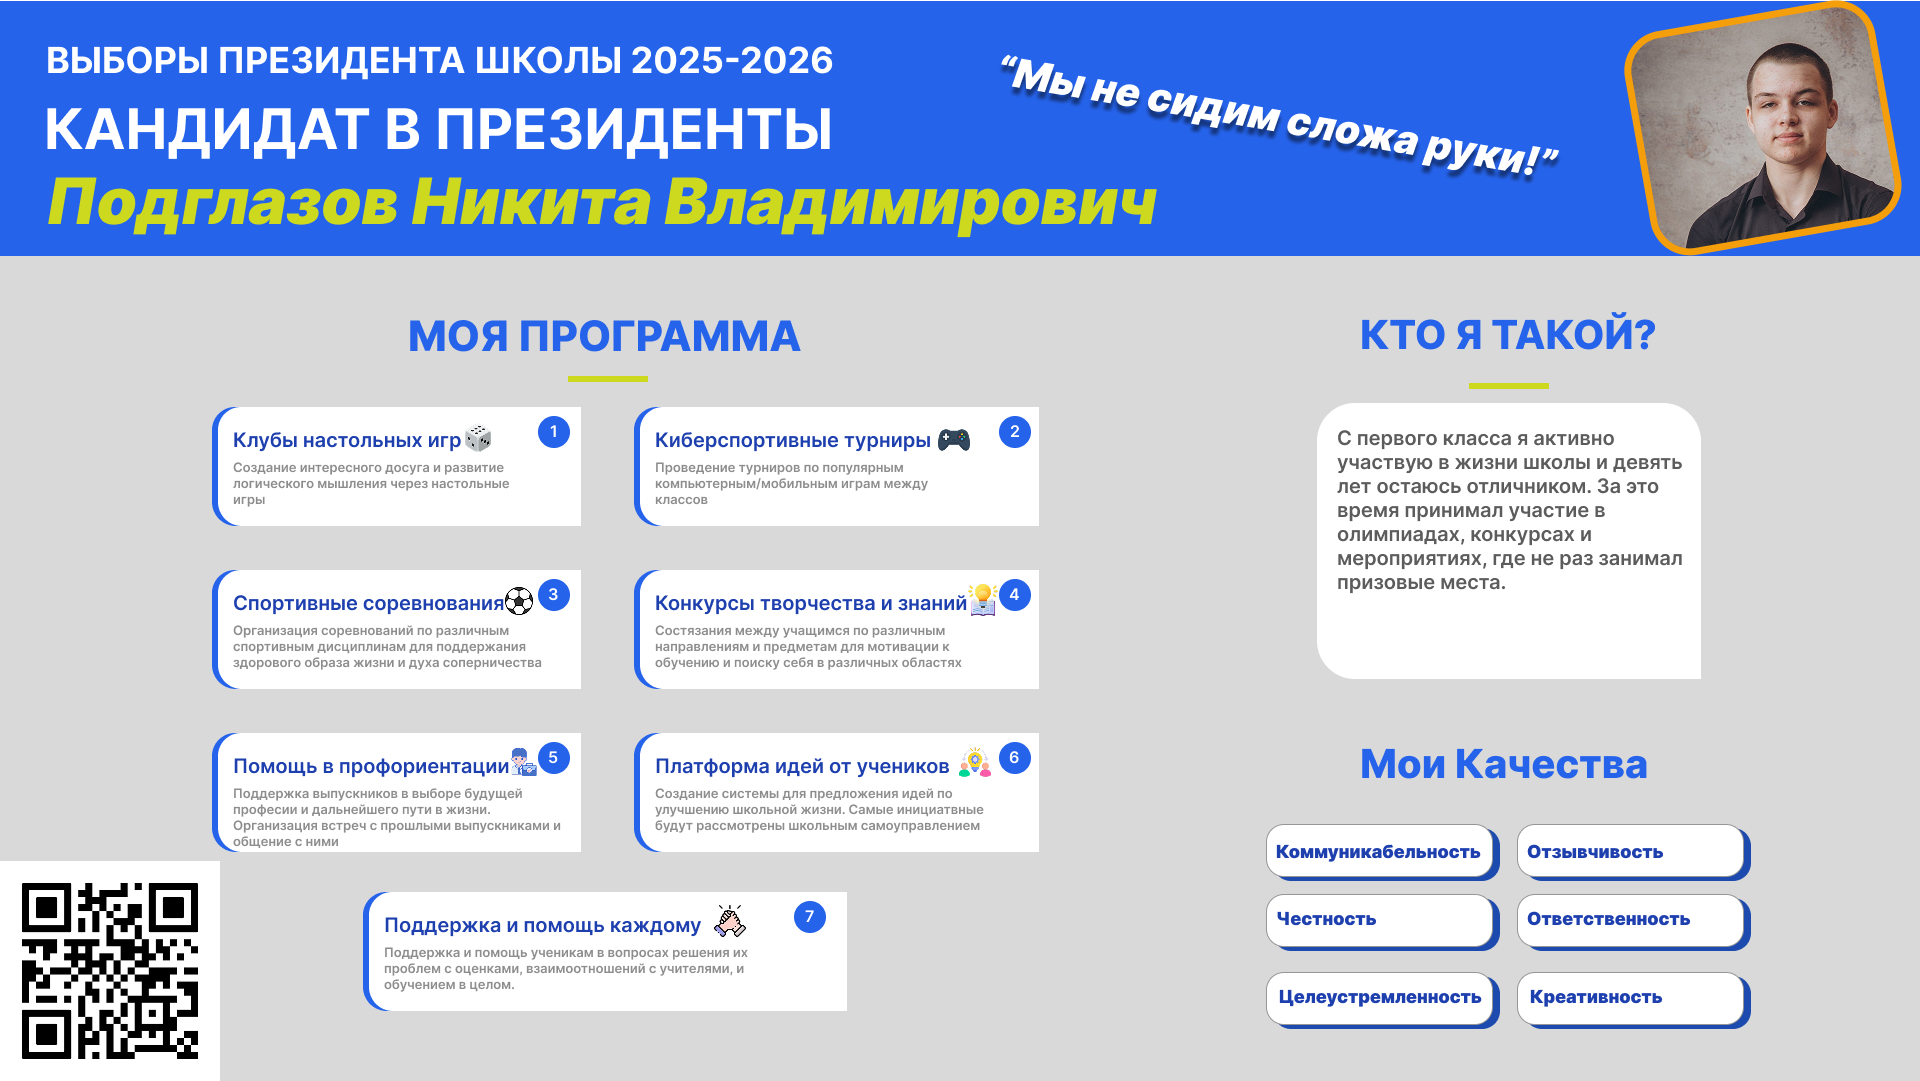 ВЫБОРЫ ПРЕЗИДЕНТА ШКОЛЫ 2025-2026
КАНДИДАТ В ПРЕЗИДЕНТЫ
Подглазов Никита Владимирович
“Мы не сидим сложа руки!”
МОЯ ПРОГРАММА
Клубы настольных игр
1
Создание интересного досуга и развитие
логического мышления через настольные
игры
Киберспортивные турниры
2
Проведение турниров по популярным
компьютерным/мобильным играм между
классов
Спортивные соревнования
3
Организация соревнований по различным
спортивным дисциплинам для поддержания
здорового образа жизни и духа соперничества
Конкурсы творчества и знаний
4
Состязания между учащимся по различным
направлениям и предметам для мотивации к
обучению и поиску себя в различных областях
Помощь в профориентации
5
Поддержка выпускников в выборе будущей
професии и дальнейшего пути в жизни.
Организация встреч с прошлыми выпускниками и
общение с ними
Платформа идей от учеников
6
Создание системы для предложения идей по
улучшению школьной жизни. Самые инициатвные
будут рассмотрены школьным самоуправлением
Поддержка и помощь каждому
7
Поддержка и помощь ученикам в вопросах решения их
проблем с оценками, взаимоотношений с учителями, и
обучением в целом.
КТО Я ТАКОЙ?
С первого класса я активно
участвую в жизни школы и девять
лет остаюсь отличником. За это
время принимал участие в
олимпиадах, конкурсах и
мероприятиях, где не раз занимал
призовые места.
Мои Качества
Коммуникабельность
Отзывчивость
Честность
Ответственность
Целеустремленность
Креативность